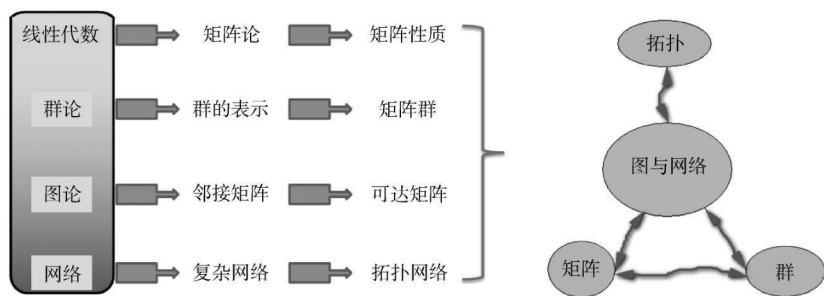 线性代数 矩阵论 矩阵性质
群论 群的表示 矩阵群
图论 邻接矩阵 可达矩阵
网络 复杂网络 拓扑网络
拓扑
图与网络
矩阵 群